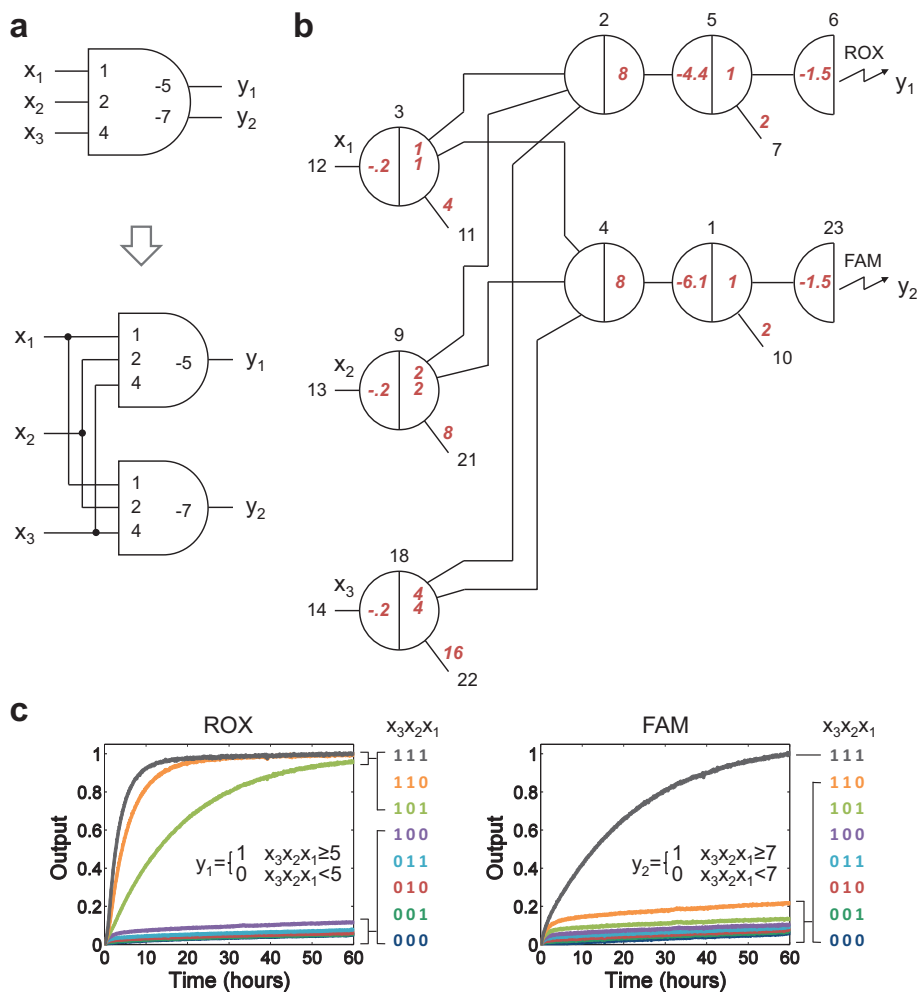 a
x1 1 -5 y1
x2 2 -7 y2
x3 4
x1 1
2 -5 y1
4
x2
1
2 -7 y2
x3 4
b
2 5 6
8 -4.4 1 -1.5 ROX y1
2
7
3
x1
12 -.2 1
1
4
11
4 1 23
8 -6.1 1 -1.5 FAM y2
2
10
9
x2
13 -.2 2
2
8
21
18
x3
14 -.2 4
4
16
22
c
ROX x3x2x1
1 111
110
0.8 101
100
0.6 011
010
0.4 001
000
0.2
0
0 10 20 30 40 50 60
Output
Time (hours)
y1={1 x3x2x1≥5
0 x3x2x1<5
FAM x3x2x1
1 111
110
0.8 101
100
0.6 011
010
0.4 001
000
0.2
0
0 10 20 30 40 50 60
Output
Time (hours)
y2={1 x3x2x1≥7
0 x3x2x1<7